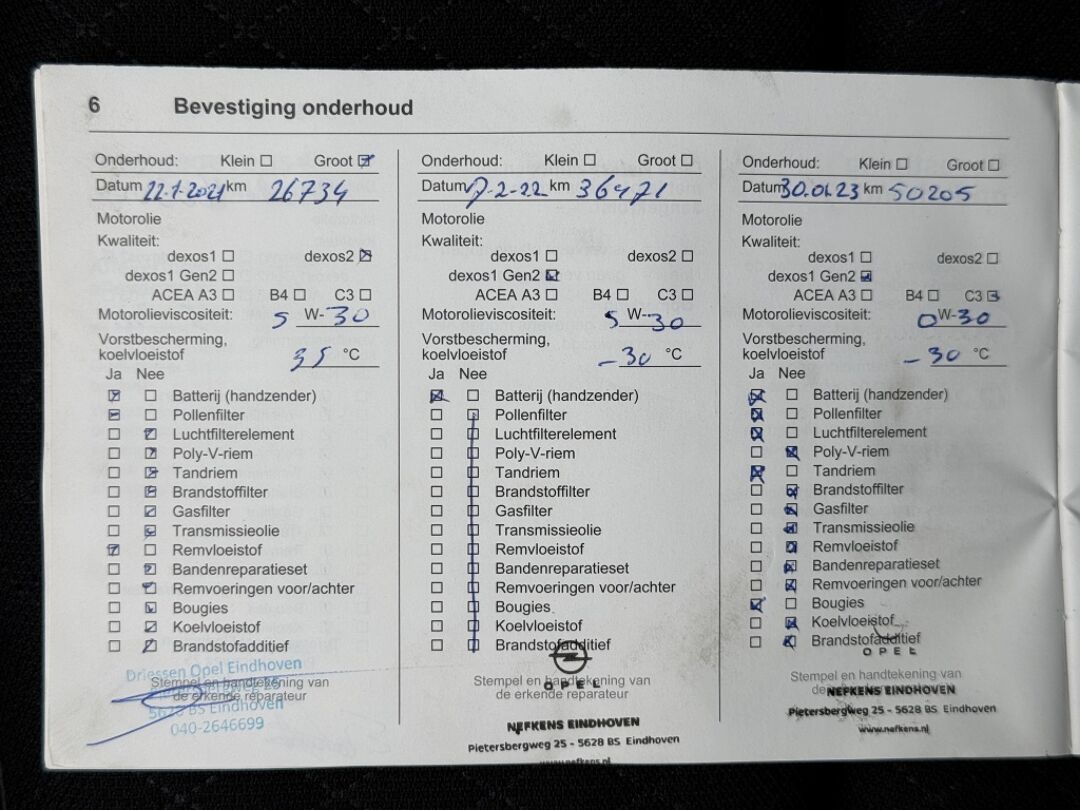 6 Bevestiging onderhoud
Onderhoud: Klein Groot
Datum 22-1-2021 km 26734
Motorolie
Kwaliteit:
dexos1 dexos2
dexos1 Gen2
ACEA A3 B4 C3
Motorolieviscositeit: 5 W-30
Vorstbescherming,
koelvloeistof 35 °C
Ja Nee
Batterij (handzender)
Pollenfilter
Luchtfilterelement
Poly-V-riem
Tandriem
Brandstoffilter
Gasfilter
Transmissieolie
Remvloeistof
Bandenreparatieset
Remvoeringen voor/achter
Bougies
Koelvloeistof
Brandstofadditief
Driessen Opel Eindhoven
Stempel en handtekening van
de erkende reparateur
5628 BS Eindhoven
040-2646699
Onderhoud: Klein Groot
Datum 7-2-22 km 36471
Motorolie
Kwaliteit:
dexos1 dexos2
dexos1 Gen2
ACEA A3 B4 C3
Motorolieviscositeit: 5 W-30
Vorstbescherming,
koelvloeistof -30 °C
Ja Nee
Batterij (handzender)
Pollenfilter
Luchtfilterelement
Poly-V-riem
Tandriem
Brandstoffilter
Gasfilter
Transmissieolie
Remvloeistof
Bandenreparatieset
Remvoeringen voor/achter
Bougies
Koelvloeistof
Brandstofadditief
Stempel en handtekening van
OPEL
de erkende reparateur
NEFKENS EINDHOVEN
Pietersbergweg 25 - 5628 BS Eindhoven
www.nefkens.nl
Onderhoud: Klein Groot
Datum 30.01.23 km 50205
Motorolie
Kwaliteit:
dexos1 dexos2
dexos1 Gen2
ACEA A3 B4 C3
Motorolieviscositeit: 0 W-30
Vorstbescherming,
koelvloeistof -30 °C
Ja Nee
Batterij (handzender)
Pollenfilter
Luchtfilterelement
Poly-V-riem
Tandriem
Brandstoffilter
Gasfilter
Transmissieolie
Remvloeistof
Bandenreparatieset
Remvoeringen voor/achter
Bougies
Koelvloeistof
Brandstofadditief
OPEL
Stempel en handtekening van
de
NEFKENS EINDHOVEN
Pietersbergweg 25 - 5628 BS Eindhoven
www.nefkens.nl